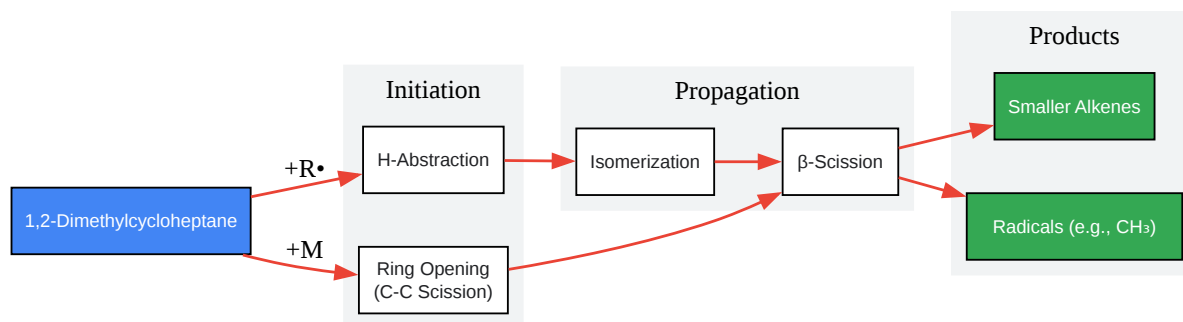 Products
Initiation
Propagation
Smaller Alkenes
H-Abstraction
Isomerization
β-Scission
+R•
1,2-Dimethylcycloheptane
Radicals (e.g., CH₃)
+M
Ring Opening
(C-C Scission)